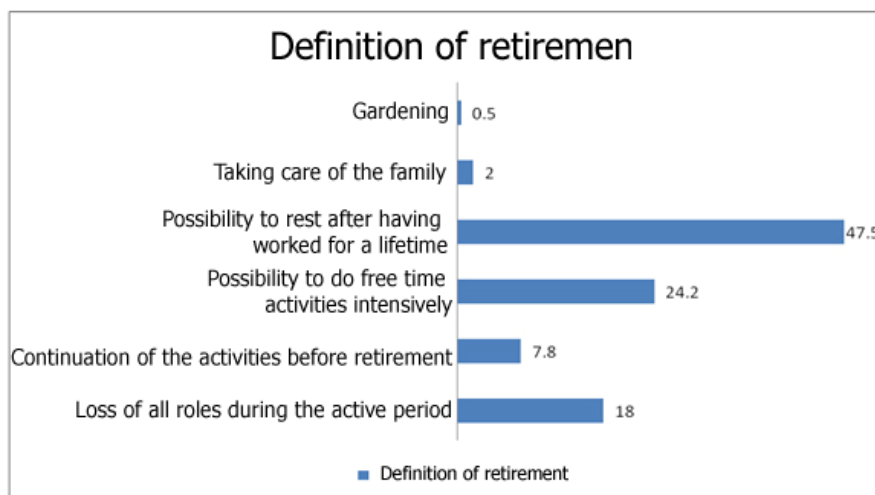 Definition of retiremen
Gardening
0.5
Taking care of the family
2
Possibility to rest after having
worked for a lifetime
47.5
Possibility to do free time
activities intensively
24.2
Continuation of the activities before retirement
7.8
Loss of all roles during the active period
18
Definition of retirement